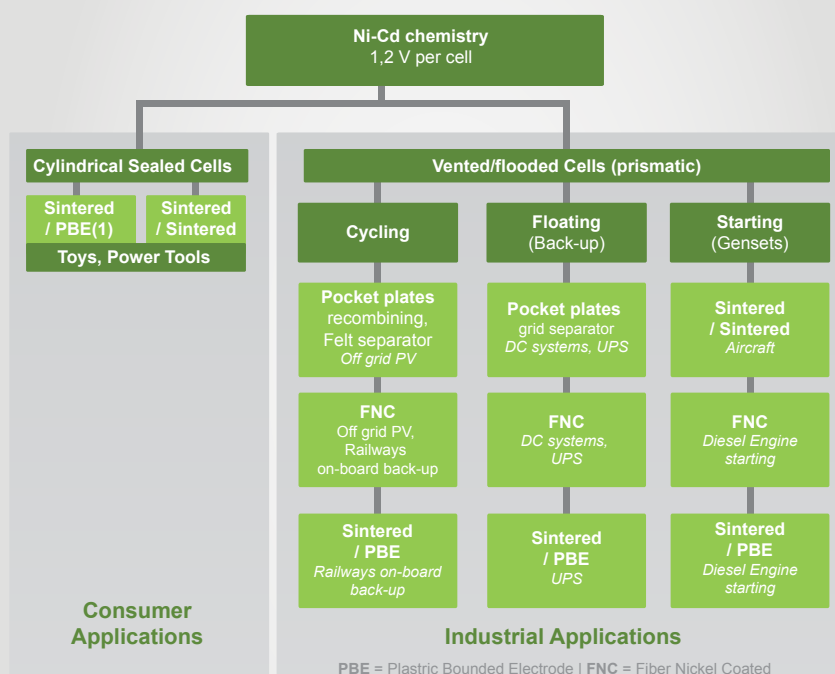 Ni-Cd chemistry
1,2 V per cell
Cylindrical Sealed Cells
Sintered
/ PBE(1)
Sintered
/ Sintered
Toys, Power Tools
Consumer
Applications
Vented/flooded Cells (prismatic)
Cycling
Pocket plates
recombining,
Felt separator
Off grid PV
FNC
Off grid PV,
Railways
on-board back-up
Sintered
/ PBE
Railways on-board
back-up
Floating
(Back-up)
Pocket plates
grid separator
DC systems, UPS
FNC
DC systems,
UPS
Sintered
/ PBE
UPS
Starting
(Gensets)
Sintered
/ Sintered
Aircraft
FNC
Diesel Engine
starting
Sintered
/ PBE
Diesel Engine
starting
Industrial Applications
PBE = Plastric Bounded Electrode | FNC = Fiber Nickel Coated